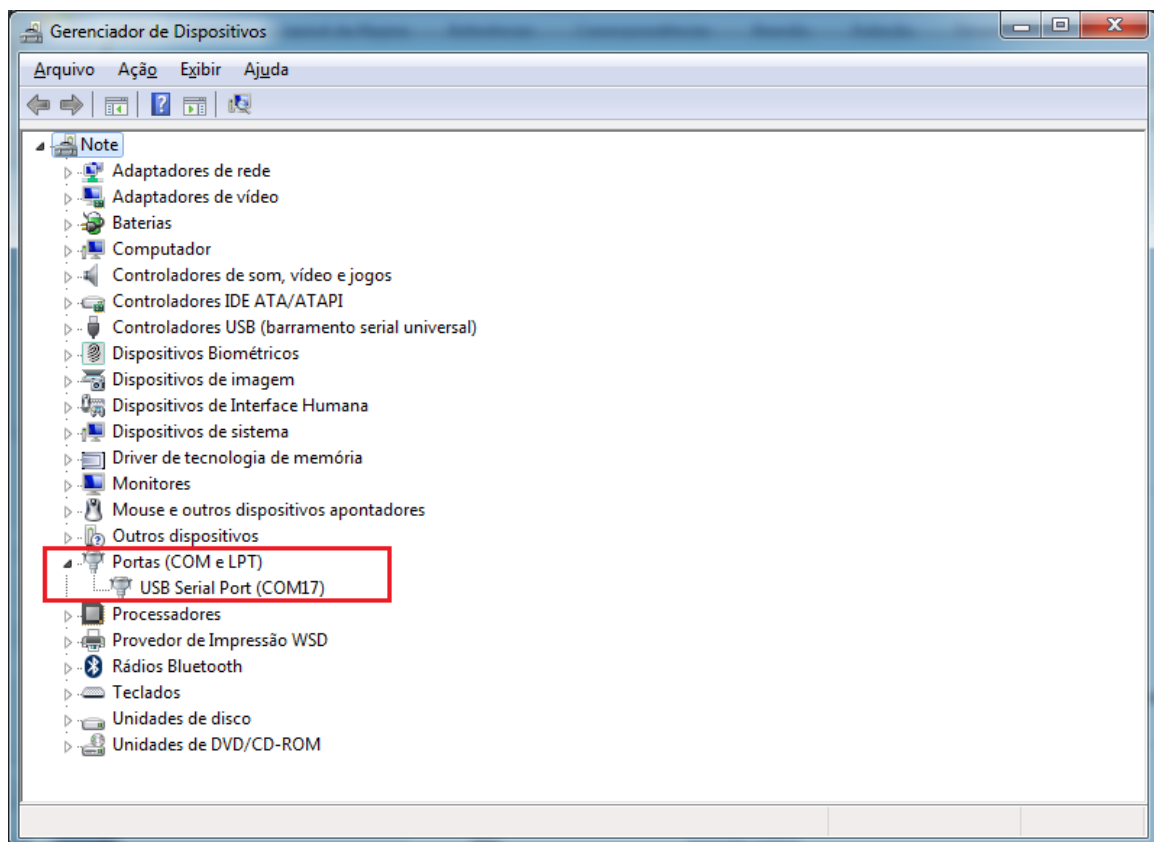 Gerenciador de Dispositivos
Arquivo Ação Exibir Ajuda
Note
Adaptadores de rede
Adaptadores de vídeo
Baterias
Computador
Controladores de som, vídeo e jogos
Controladores IDE ATA/ATAPI
Controladores USB (barramento serial universal)
Dispositivos Biométricos
Dispositivos de imagem
Dispositivos de Interface Humana
Dispositivos de sistema
Driver de tecnologia de memória
Monitores
Mouse e outros dispositivos apontadores
Outros dispositivos
Portas (COM e LPT)
USB Serial Port (COM17)
Processadores
Provedor de Impressão WSD
Rádios Bluetooth
Teclados
Unidades de disco
Unidades de DVD/CD-ROM